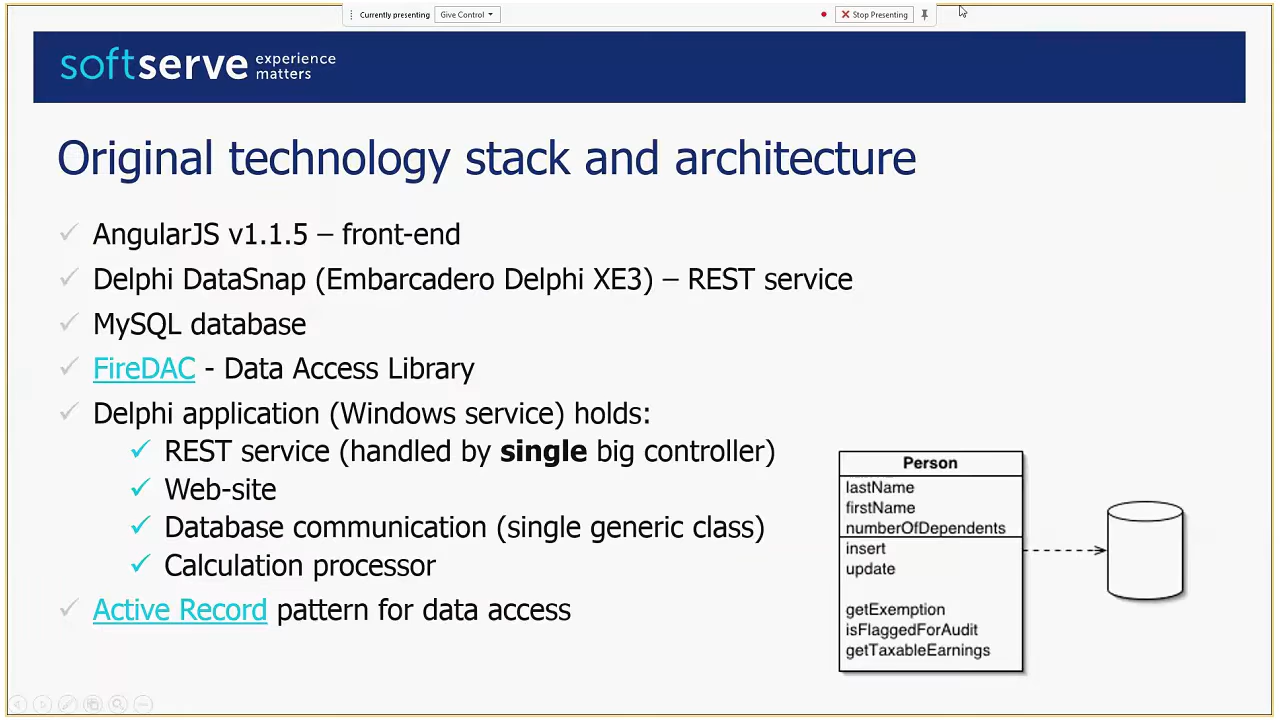 Currently presenting Give Control Stop Presenting
softserve experience matters
Original technology stack and architecture
AngularJS v1.1.5 – front-end
Delphi DataSnap (Embarcadero Delphi XE3) – REST service
MySQL database
FireDAC - Data Access Library
Delphi application (Windows service) holds:
REST service (handled by single big controller)
Web-site
Database communication (single generic class)
Calculation processor
Active Record pattern for data access
Person
lastName
firstName
numberOfDependents
insert
update
getExemption
isFlaggedForAudit
getTaxableEarnings